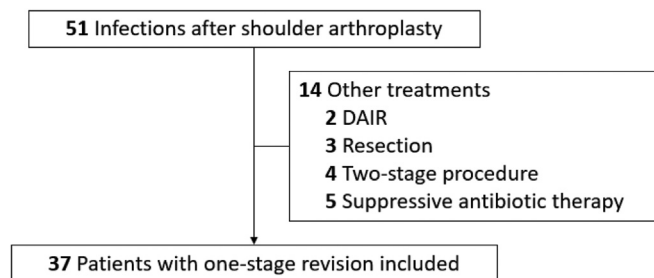 51 Infections after shoulder arthroplasty
14 Other treatments
2 DAIR
3 Resection
4 Two-stage procedure
5 Suppressive antibiotic therapy
37 Patients with one-stage revision included